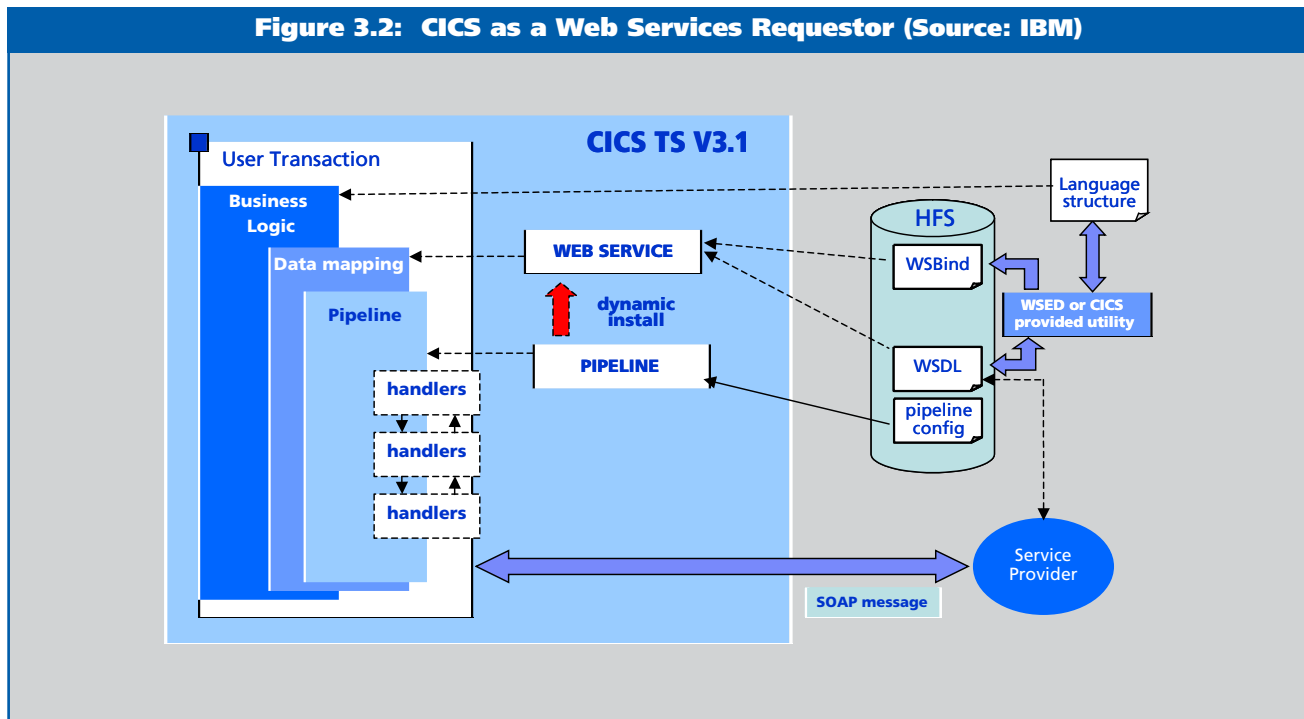 Figure 3.2: CICS as a Web Services Requestor (Source: IBM)
CICS TS V3.1
User Transaction
Business
Logic
Data mapping
Pipeline
handlers
handlers
handlers
WEB SERVICE
dynamic
install
PIPELINE
HFS
WSBind
WSDL
pipeline
config
Language
structure
WSED or CICS
provided utility
Service
Provider
SOAP message